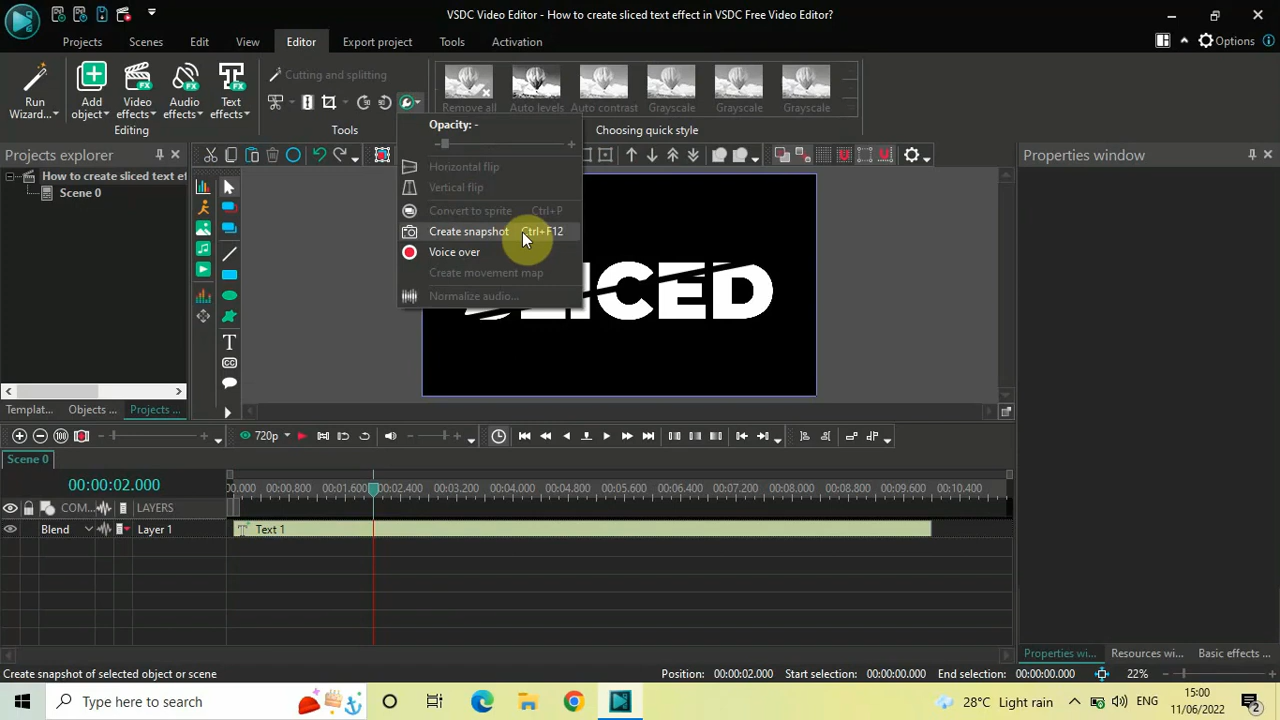 VSDC Video Editor - How to create sliced text effect in VSDC Free Video Editor?
Projects
Scenes
Edit
View
Editor
Export project
Tools
Activation
Options
Run
Wizard...
Add
object
Video
effects
Audio
effects
Text
effects
Editing
Cutting and splitting
Tools
Remove all
Auto levels
Auto contrast
Grayscale
Grayscale
Grayscale
Choosing quick style
Opacity: -
Horizontal flip
Vertical flip
Convert to sprite Ctrl+P
Create snapshot Ctrl+F12
Voice over
Create movement map
Normalize audio...
Projects explorer
How to create sliced text ef
Scene 0
Templat...
Objects ...
Projects ...
SLICED
Properties window
720p
Scene 0
00:00:02.000
0.000 00:00.800 00:01.600 00:02.400 00:03.200 00:04.000 00:04.800 00:05.600 00:06.400 00:07.200 00:08.000 00:08.800 00:09.600 00:10.400
COM...
LAYERS
Blend
Layer 1
Text 1
Properties wi...
Resources wi...
Basic effects ...
Create snapshot of selected object or scene
Position: 00:00:02.000
Start selection: 00:00:00.000
End selection: 00:00:00.000
22%
Type here to search
28°C Light rain
ENG
15:00
11/06/2022
2